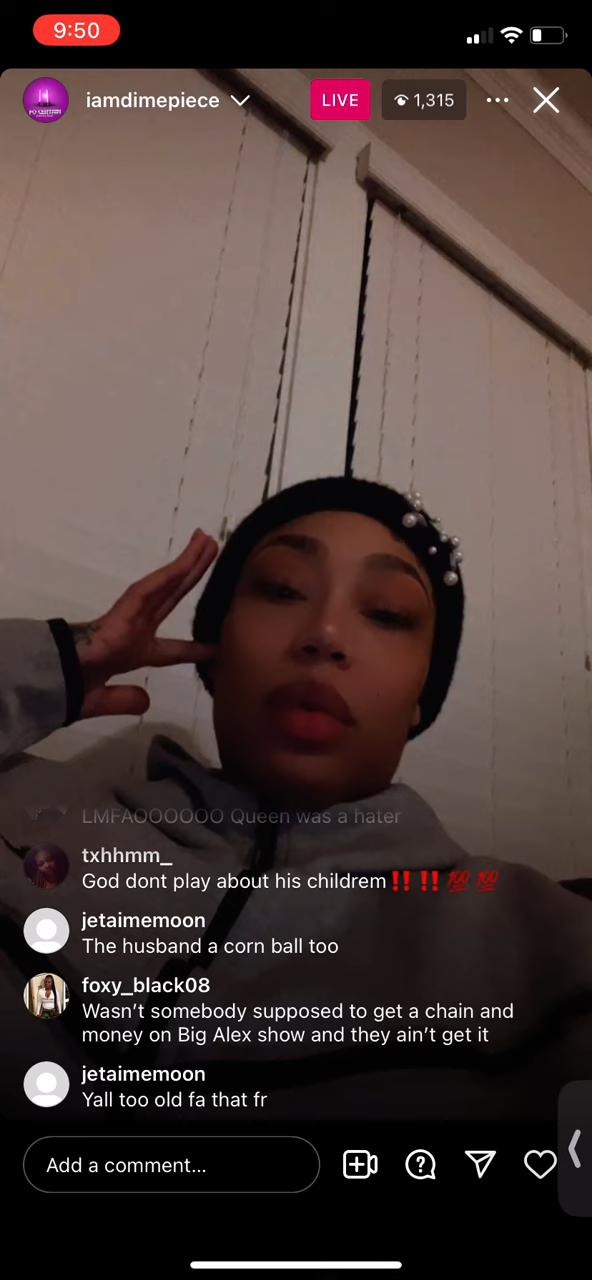 9:50
iamdimepiece
LIVE
1,315
LMFAOOOOOO Queen was a hater
txhhmm_
God dont play about his childrem‼️‼️💯💯
jetaimemoon
The husband a corn ball too
foxy_black08
Wasn't somebody supposed to get a chain and
money on Big Alex show and they ain't get it
jetaimemoon
Yall too old fa that fr
Add a comment...